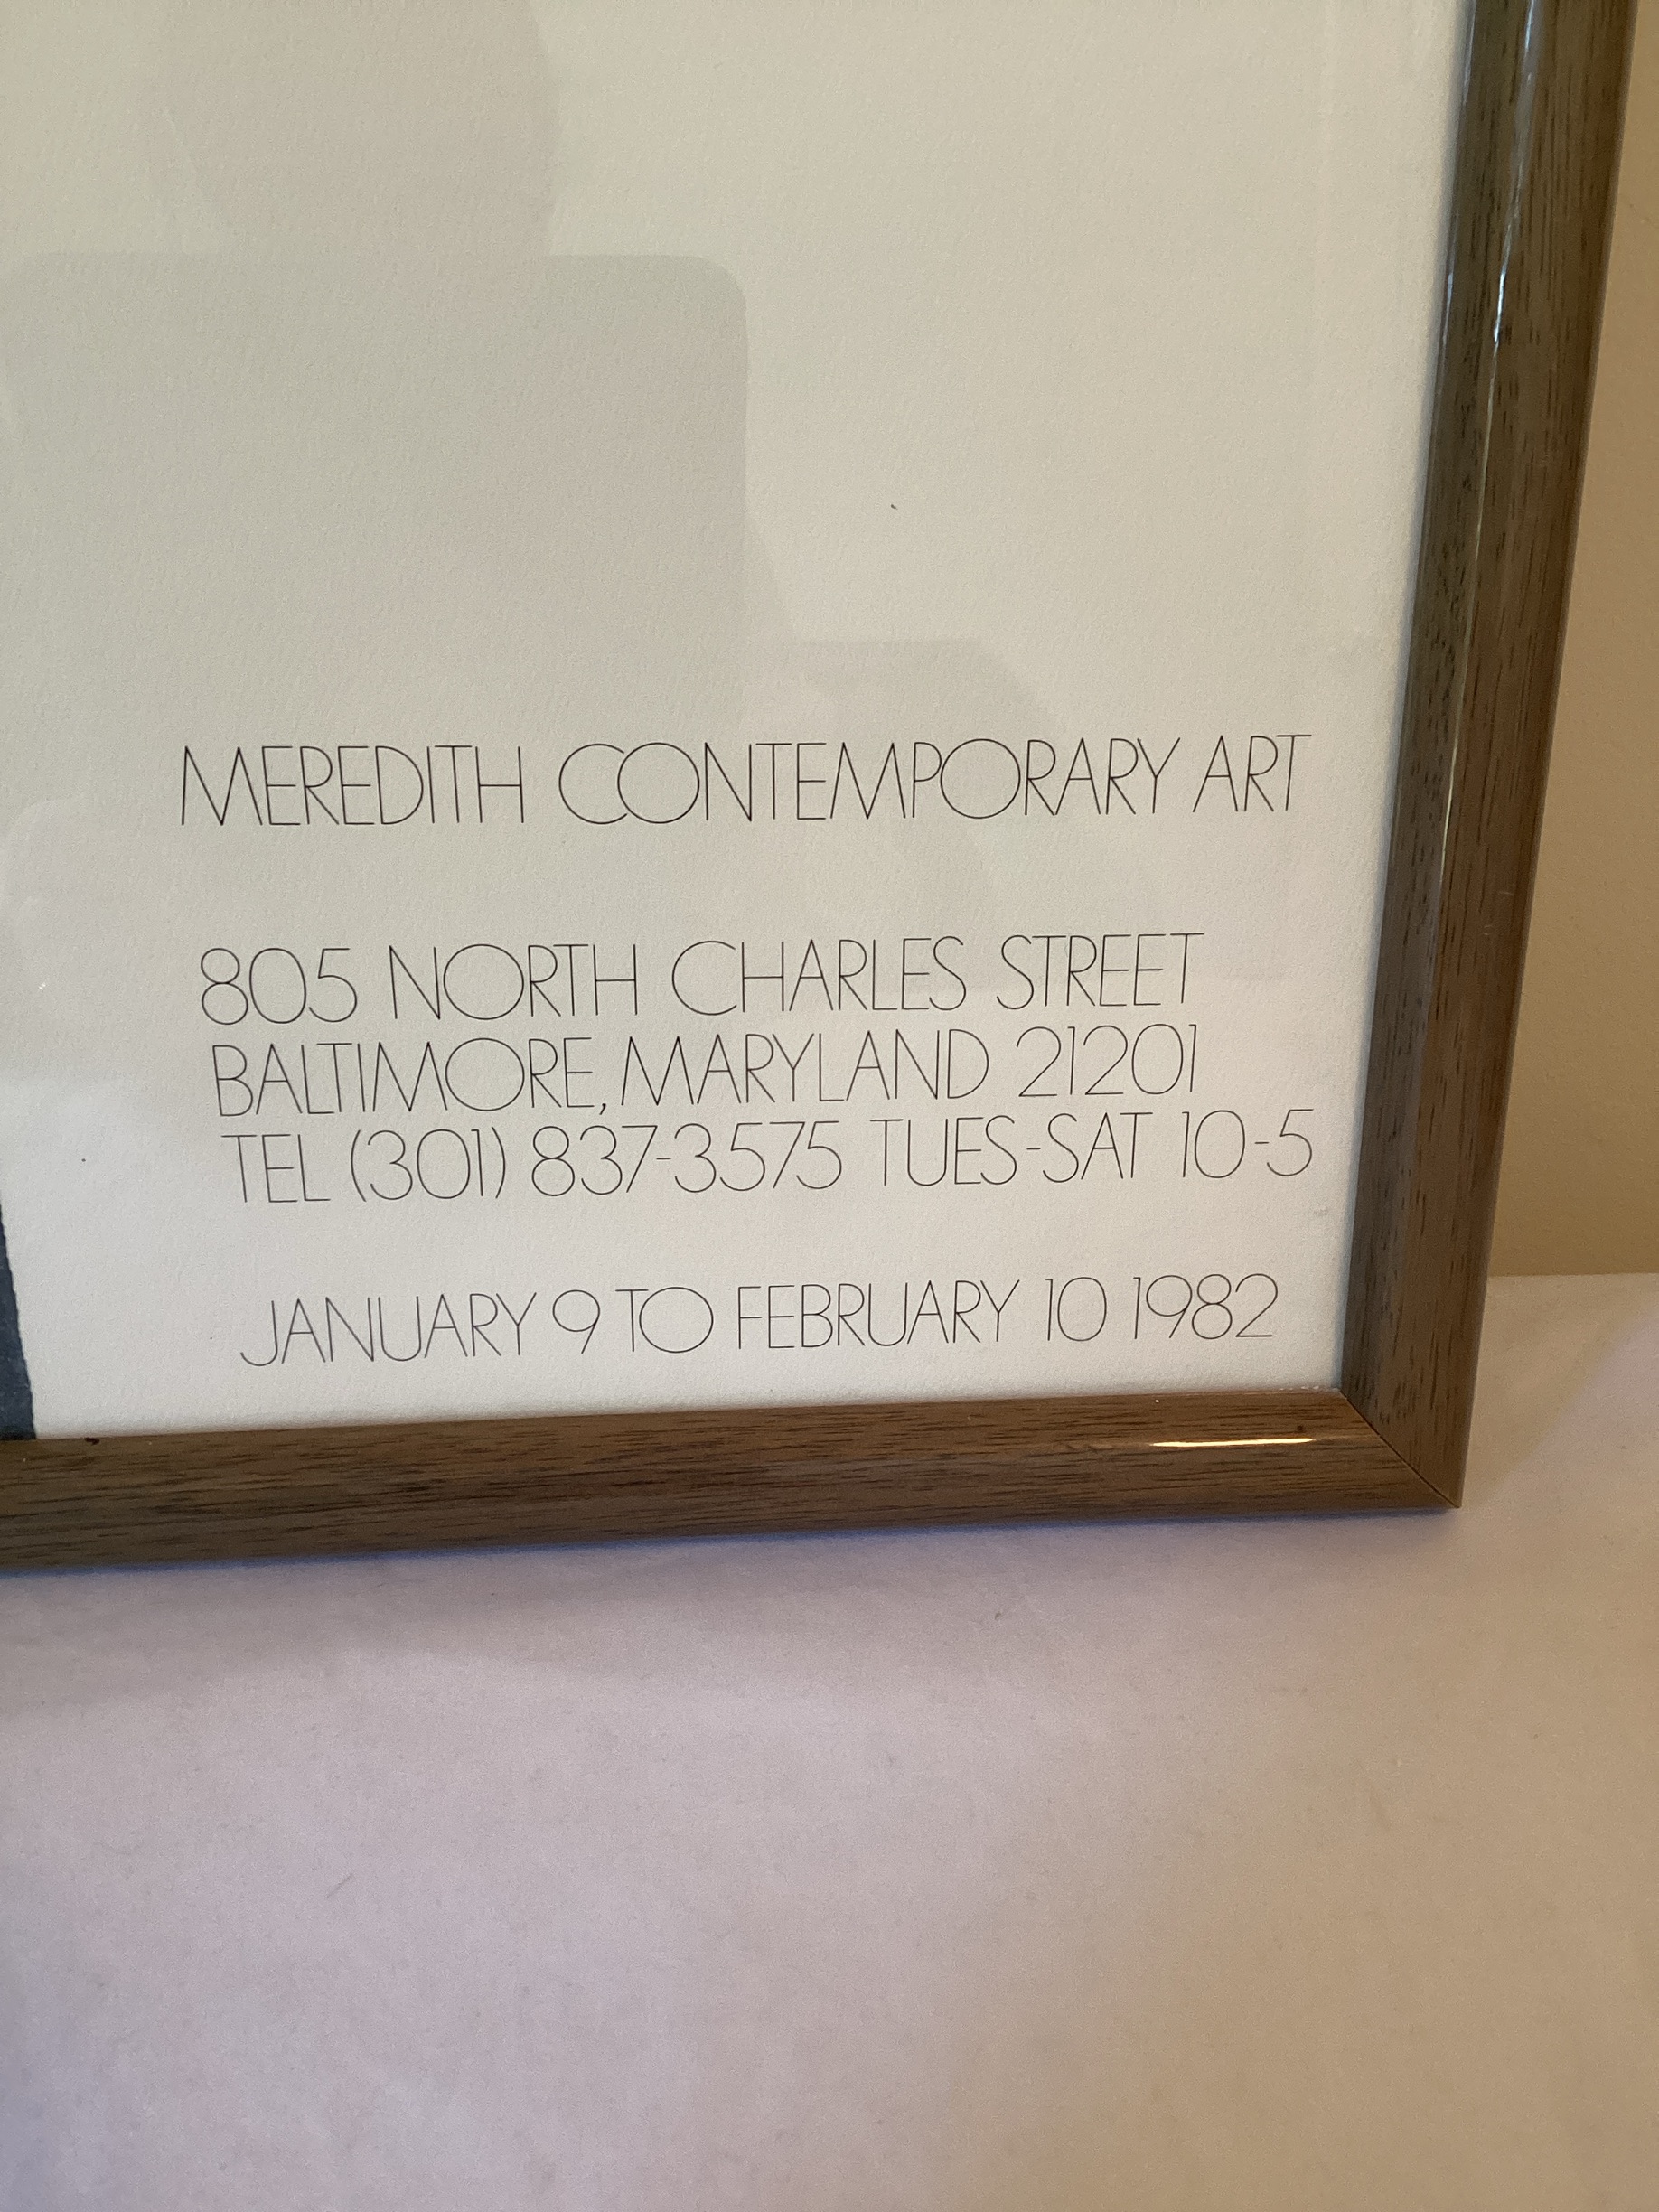 MEREDITH CONTEMPORARY ART
805 NORTH CHARLES STREET
BALTIMORE, MARYLAND 21201
TEL (301) 837-3575 TUES-SAT 10-5
JANUARY 9 TO FEBRUARY 10 1982